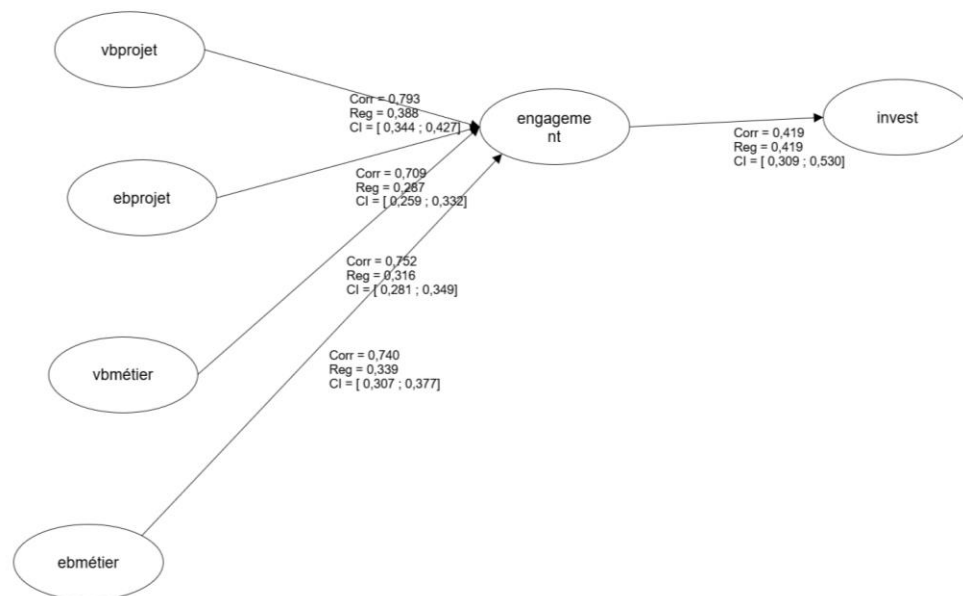 vbprojet
Corr = 0,793
Reg = 0,388
CI = [ 0,344 ; 0,427]
engageme
nt
invest
Corr = 0,419
Reg = 0,419
CI = [ 0,309 ; 0,530]
ebprojet
Corr = 0,709
Reg = 0,287
CI = [ 0,259 ; 0,332]
vbmétier
Corr = 0,752
Reg = 0,316
CI = [ 0,281 ; 0,349]
ebmétier
Corr = 0,740
Reg = 0,339
CI = [ 0,307 ; 0,377]